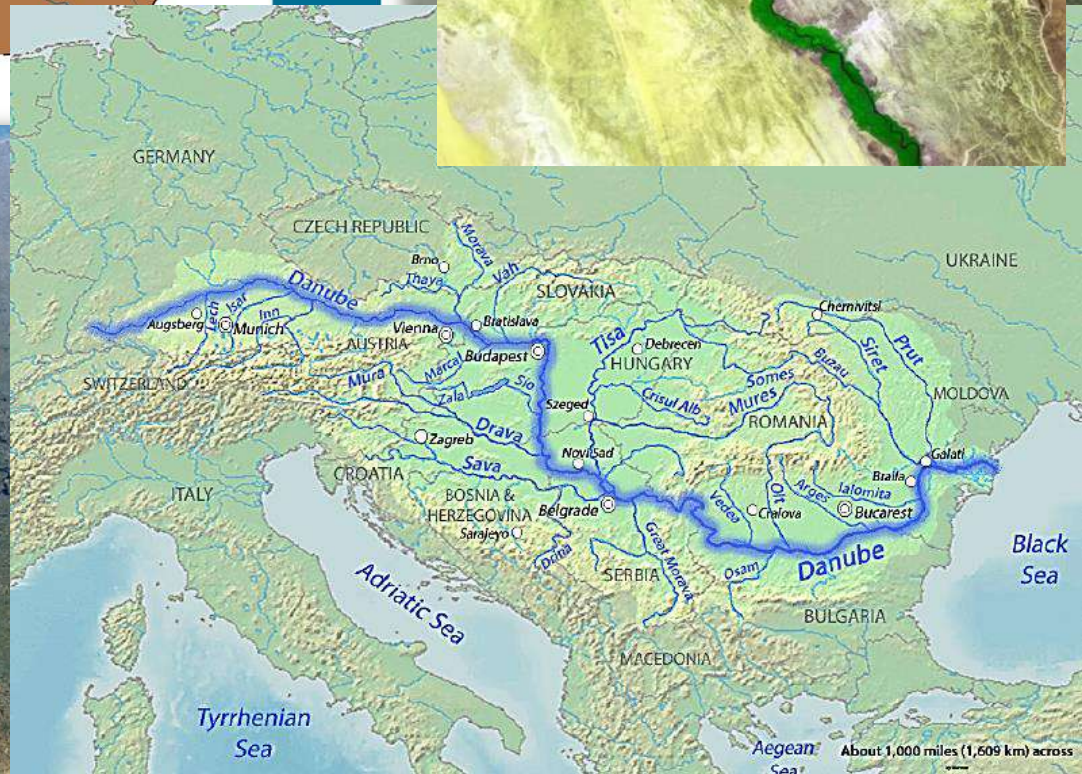 GERMANY
CZECH REPUBLIC
Morava
Brno
Thaya
Vah
UKRAINE
SLOVAKIA
Danube
Chernivitsi
Augsberg
Lech
Isar
Inn
Munich
Vienna
Bratislava
AUSTRIA
Budapest
Tisa
Debrecen
HUNGARY
Siret
Prut
Buzau
SWITZERLAND
Mura
Marcal
Zala
Sio
Somes
Mures
Crisul Alb
MOLDOVA
Szeged
ROMANIA
Drava
Zagreb
Novi Sad
Galati
Sava
CROATIA
Braila
ITALY
BOSNIA &
HERZEGOVINA
Belgrade
Vedea
Olt
Arges
Ialomita
Cralova
Bucarest
Sarajeyo
Drina
Great Morava
SERBIA
Osam
Danube
Black
Sea
Adriatic Sea
BULGARIA
MACEDONIA
Tyrrhenian
Sea
Aegean
Sea
About 1,000 miles (1,609 km) across